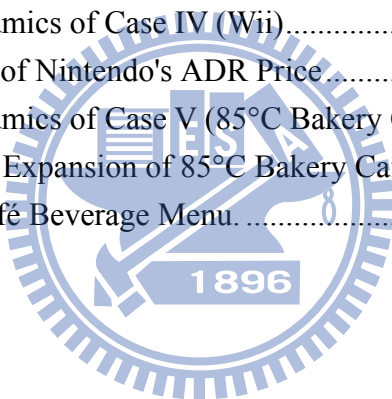 amics of Case IV (Wii)..................
of Nintendo's ADR Price..............
amics of Case V (85°C Bakery C
Expansion of 85°C Bakery Ca
fé Beverage Menu. ...................
E S A
1896